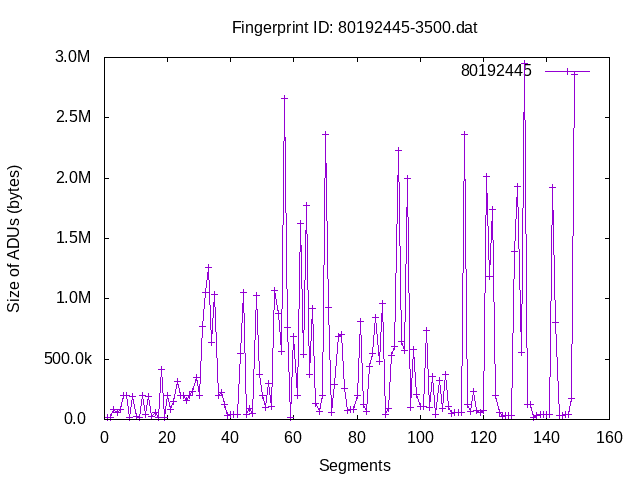 Fingerprint ID: 80192445-3500.dat
80192445
3.0M
2.5M
2.0M
1.5M
1.0M
500.0k
0.0
Size of ADUs (bytes)
0 20 40 60 80 100 120 140 160
Segments